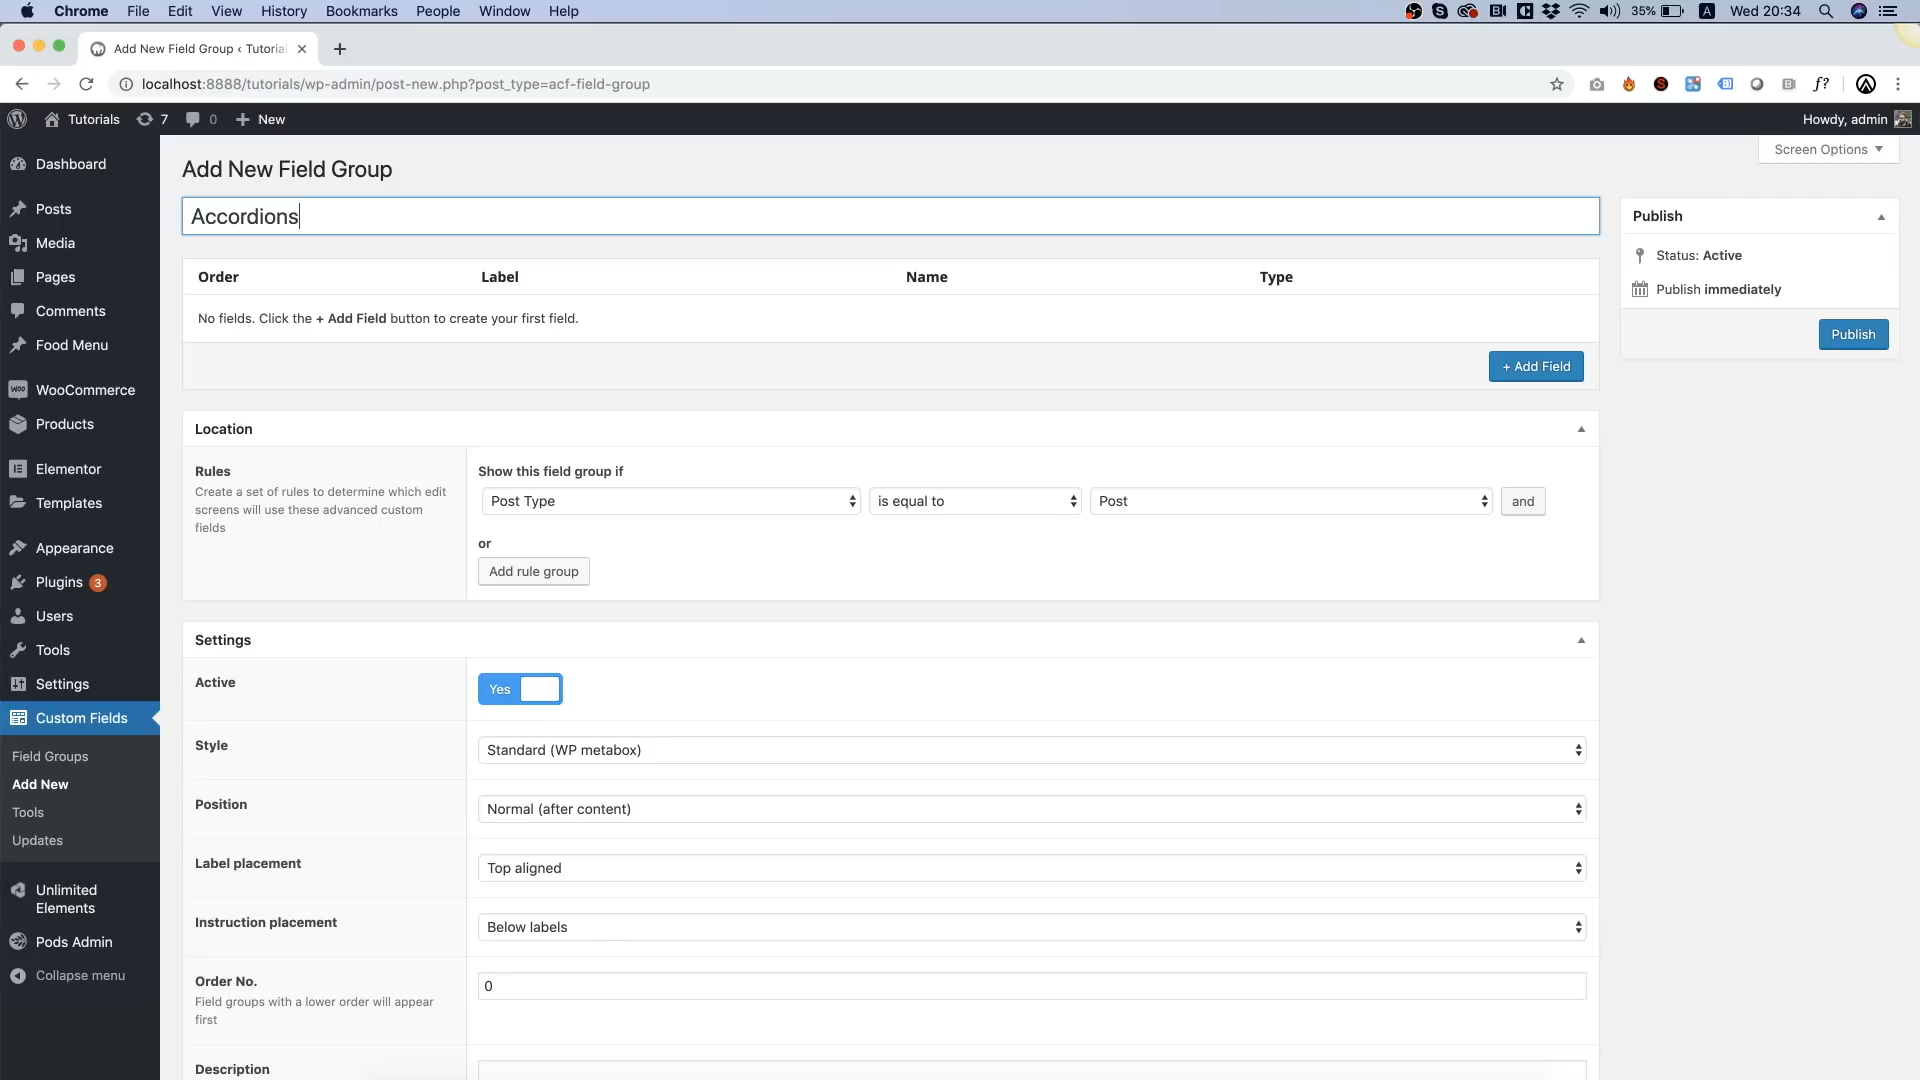 Chrome File Edit View History Bookmarks People Window Help 35% A Wed 20:34
Add New Field Group ‹ Tutoria
localhost:8888/tutorials/wp-admin/post-new.php?post_type=acf-field-group f?
Tutorials 7 0 New Howdy, admin
Screen Options
Dashboard
Posts
Media
Pages
Comments
Food Menu
WooCommerce
Products
Elementor
Templates
Appearance
Plugins 3
Users
Tools
Settings
Custom Fields
Field Groups
Add New
Tools
Updates
Unlimited
Elements
Pods Admin
Collapse menu
Add New Field Group
Accordions
Order Label Name Type
No fields. Click the + Add Field button to create your first field.
+ Add Field
Location
Rules
Create a set of rules to determine which edit
screens will use these advanced custom
fields
Show this field group if
Post Type is equal to Post and
or
Add rule group
Settings
Active Yes
Style Standard (WP metabox)
Position Normal (after content)
Label placement Top aligned
Instruction placement Below labels
Order No. 0
Field groups with a lower order will appear
first
Description
Publish
Status: Active
Publish immediately
Publish